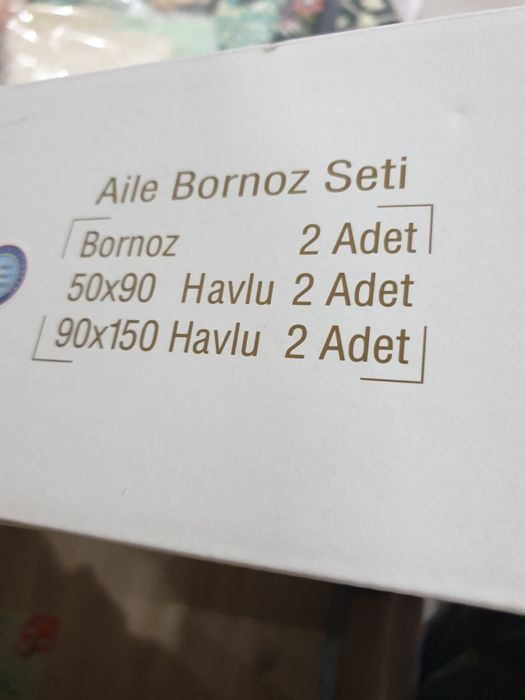 Aile Bornoz Seti
Bornoz 2 Adet
50x90 Havlu 2 Adet
90x150 Havlu 2 Adet